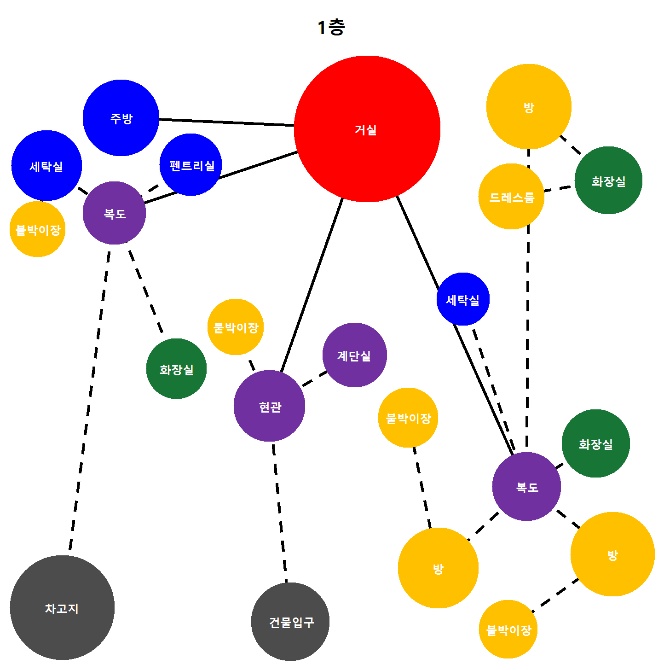 1층
거실
방
주방
세탁실
펜트리실
화장실
드레스룸
복도
붙박이장
세탁실
붙박이장
계단실
화장실
현관
붙박이장
화장실
복도
방
방
차고지
건물입구
붙박이장